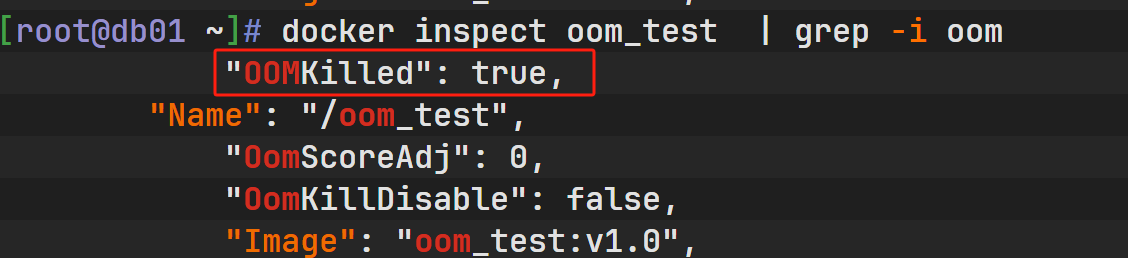 [root@db01 ~]# docker inspect oom_test  | grep -i oom
"OOMKilled": true,
"Name": "/oom_test",
"OomScoreAdj": 0,
"OomKillDisable": false,
"Image": "oom_test:v1.0",